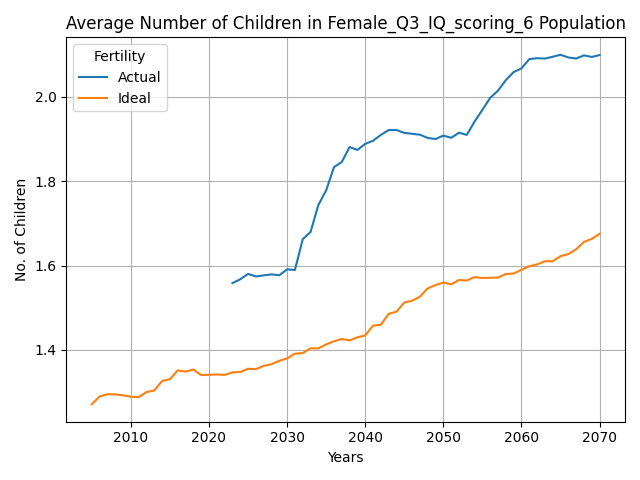 Average Number of Children in Female_Q3_IQ_scoring_6 Population
Fertility
Actual
Ideal
No. of Children
2.0
1.8
1.6
1.4
2010 2020 2030 2040 2050 2060 2070
Years